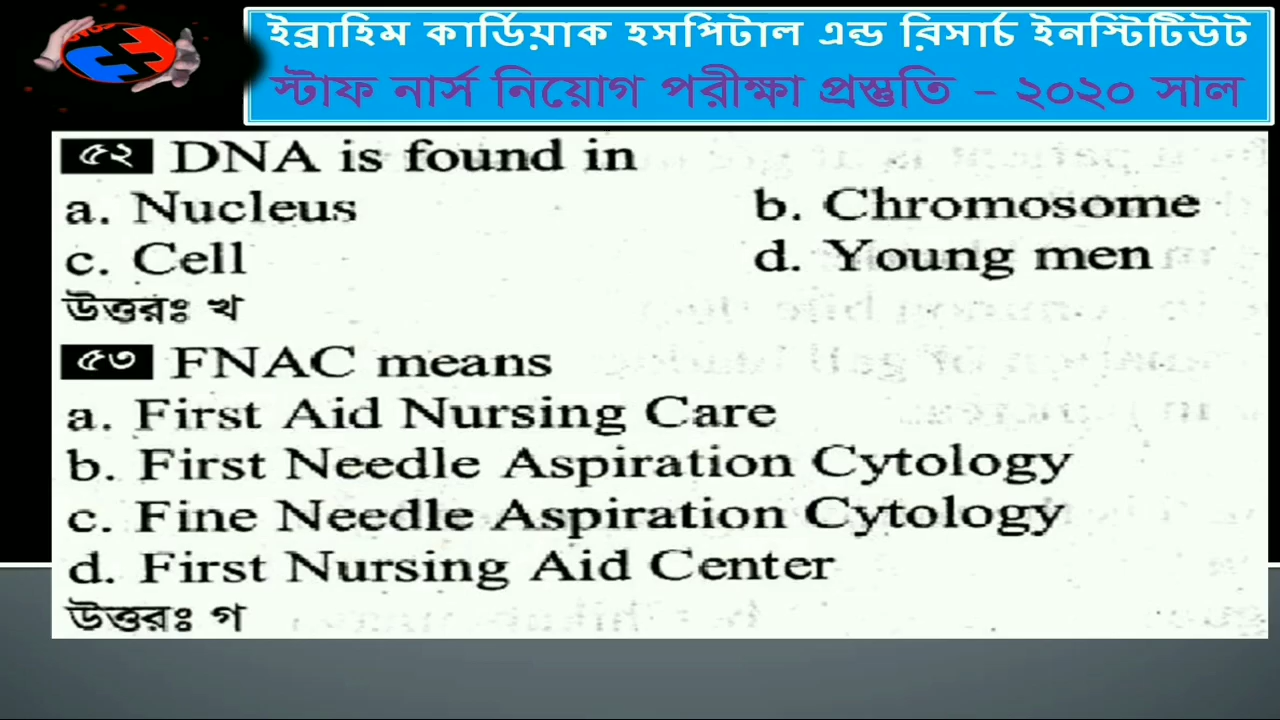 ইব্রাহিম কার্ডিয়াক হসপিটাল এন্ড রিসার্চ ইনস্টিটিউট
স্টাফ নার্স নিয়োগ পরীক্ষা প্রস্তুতি – ২০২০ সাল
৫২ DNA is found in
a. Nucleus b. Chromosome
c. Cell d. Young men
উত্তরঃ খ
৫৩ FNAC means
a. First Aid Nursing Care
b. First Needle Aspiration Cytology
c. Fine Needle Aspiration Cytology
d. First Nursing Aid Center
উত্তরঃ গ